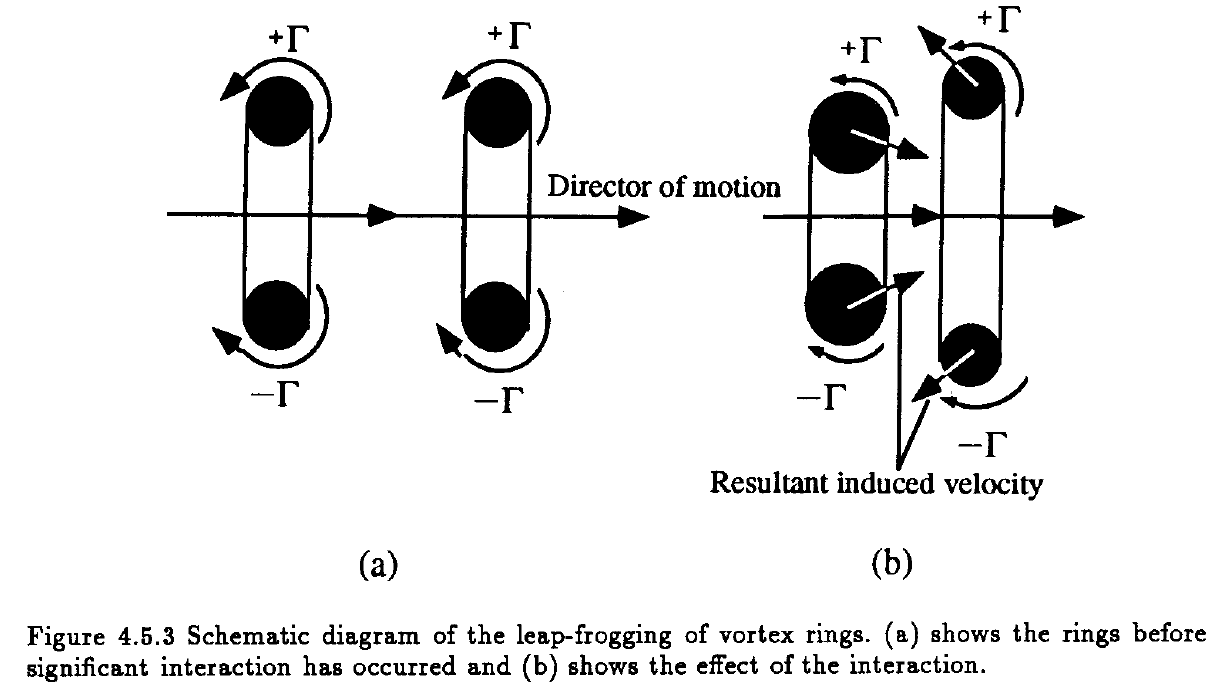 +Γ
+Γ
+Γ
+Γ
Director of motion
−Γ
−Γ
−Γ
−Γ
Resultant induced velocity
(a)
(b)
Figure 4.5.3 Schematic diagram of the leap-frogging of vortex rings. (a) shows the rings before
significant interaction has occurred and (b) shows the effect of the interaction.